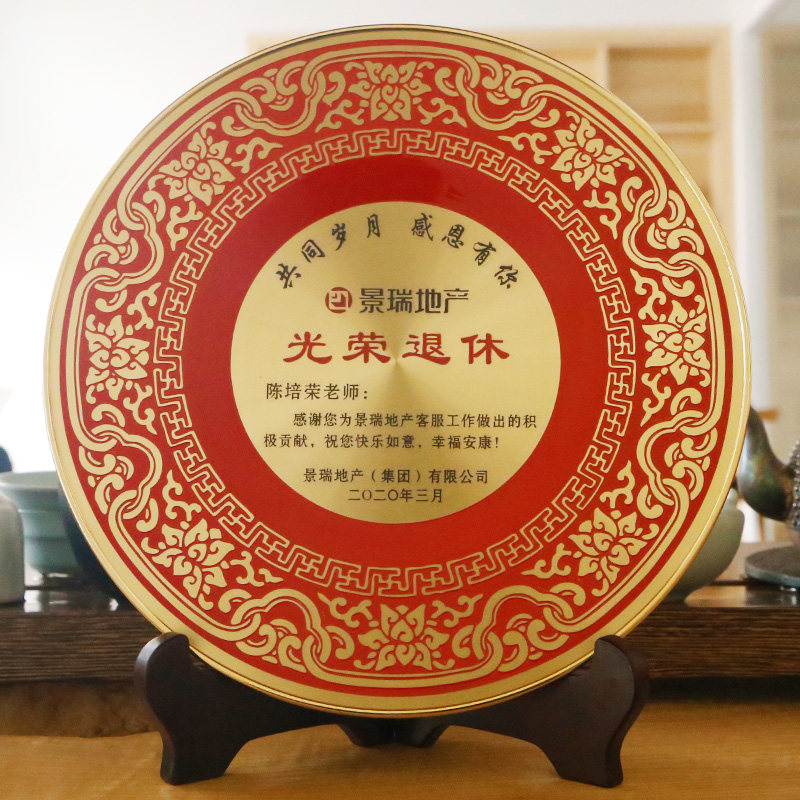 共同岁月 感恩有你
景瑞地产
光荣退休
陈培荣老师：
感谢您为景瑞地产客服工作做出的积
极贡献，祝您快乐如意，幸福安康！
景瑞地产（集团）有限公司
二〇二〇年三月